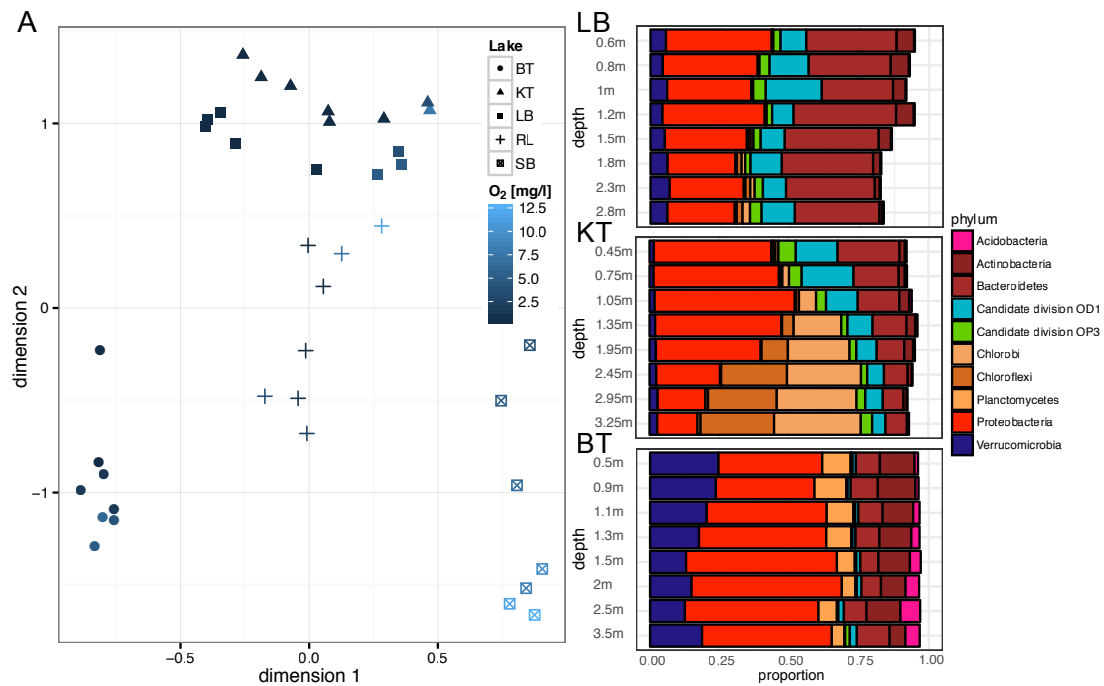 A
Lake
BT
KT
LB
RL
SB
O2 [mg/l]
12.5
10.0
7.5
5.0
2.5
1
0
−1
dimension 2
−0.5
0.0
0.5
dimension 1
LB
0.6m
0.8m
1m
1.2m
1.5m
1.8m
2.3m
2.8m
depth
KT
0.45m
0.75m
1.05m
1.35m
1.95m
2.45m
2.95m
3.25m
depth
BT
0.5m
0.9m
1.1m
1.3m
1.5m
2m
2.5m
3.5m
depth
0.00
0.25
0.50
0.75
1.00
proportion
phylum
Acidobacteria
Actinobacteria
Bacteroidetes
Candidate division OD1
Candidate division OP3
Chlorobi
Chloroflexi
Planctomycetes
Proteobacteria
Verrucomicrobia